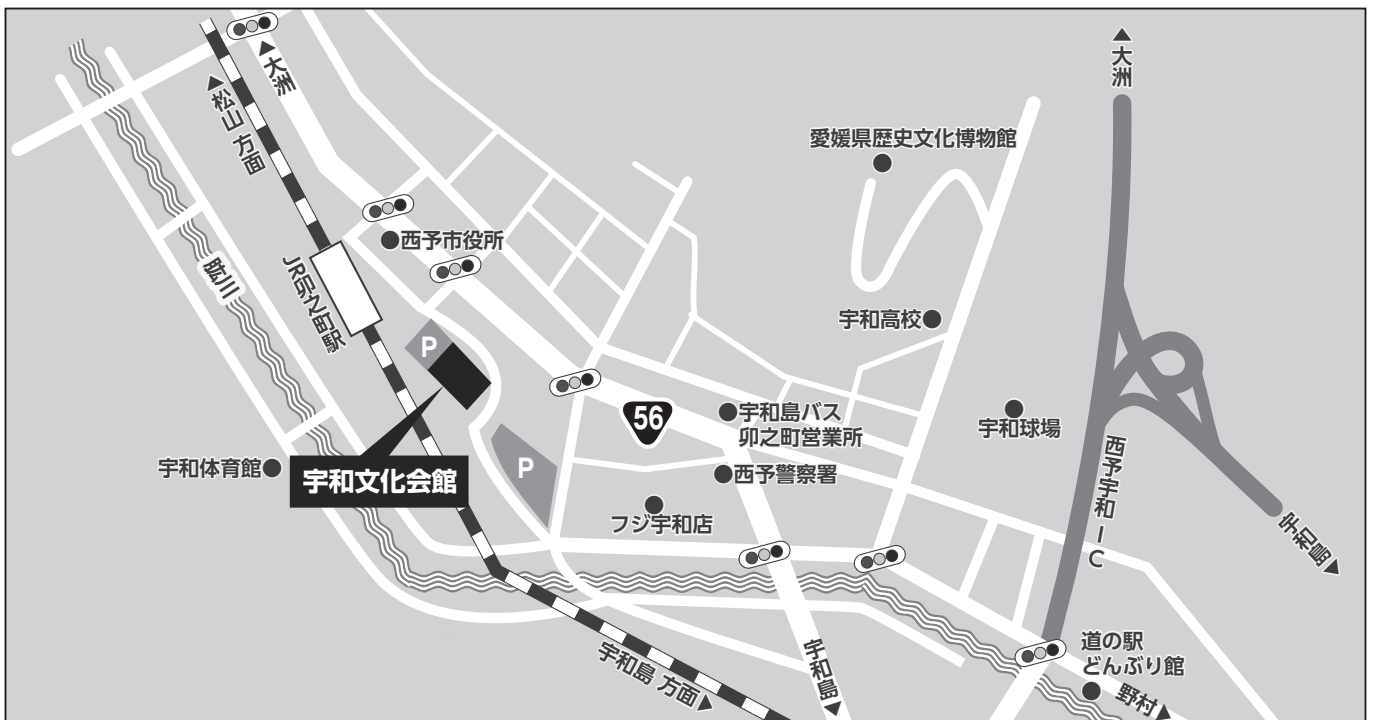 ▲大洲
▲大洲
▲松山 方面
愛媛県歴史文化博物館
西予市役所
JR卯之町駅
宇和高校
P
56
宇和島バス
卯之町営業所
宇和球場
西予宇和IC
宇和体育館
宇和文化会館
P
西予警察署
フジ宇和店
宇和島▶
宇和島 方面▶
宇和島▶
道の駅
どんぶり館
野村▶